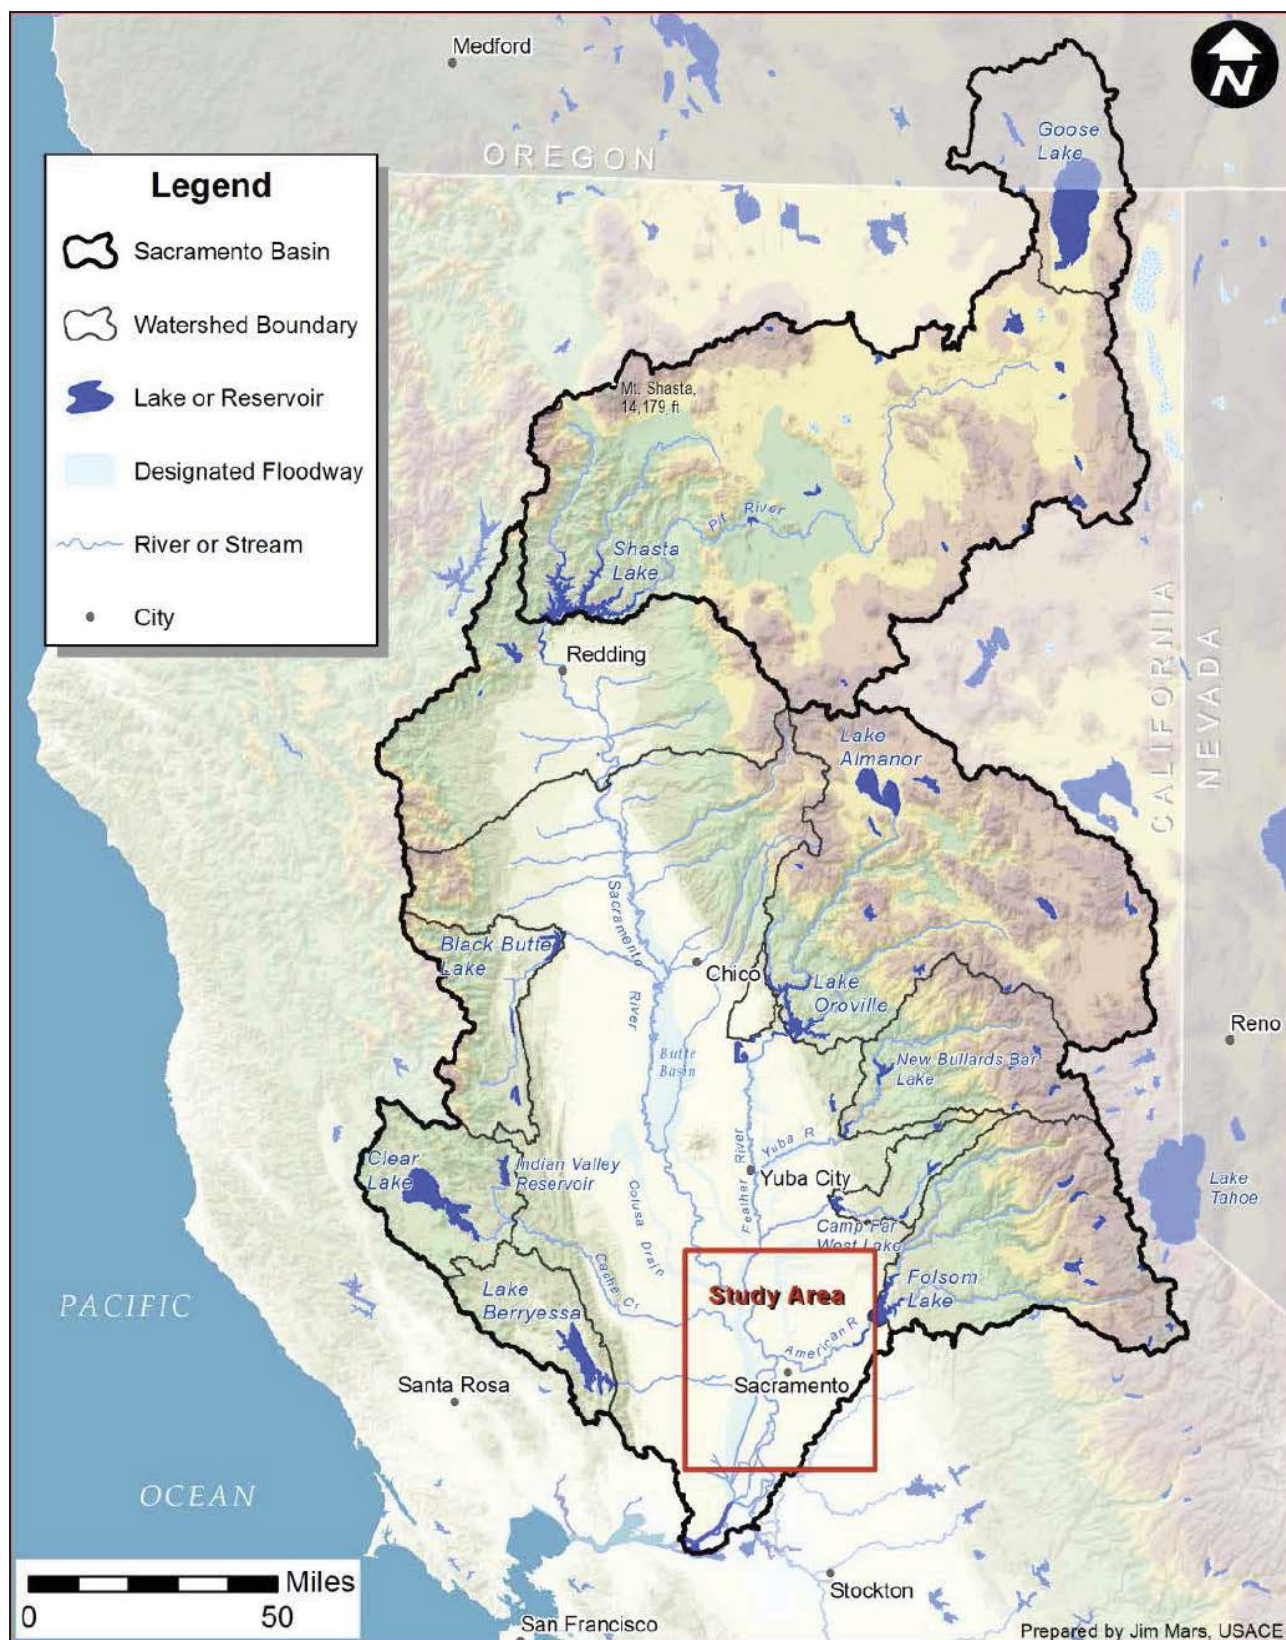 Medford
N
OREGON
Goose
Lake
Legend
Sacramento Basin
Watershed Boundary
Lake or Reservoir
Designated Floodway
River or Stream
City
Mt. Shasta,
14,179 ft
Pit River
Shasta
Lake
Redding
CALIFORNIA
NEVADA
Lake
Almanor
Sacramento
River
Black Butte
Lake
Chico
Lake
Oroville
Reno
Butte
Basin
New Bullards Bar
Lake
Feather River
Yuba R
Clear
Lake
Indian Valley
Reservoir
Yuba City
Lake
Tahoe
Colusa Drain
Camp Far
West Lake
Cache Cr
Lake
Berryessa
Study Area
Folsom
Lake
American R
PACIFIC
Santa Rosa
Sacramento
OCEAN
Miles
0 50
Stockton
San Francisco
Prepared by Jim Mars, USACE